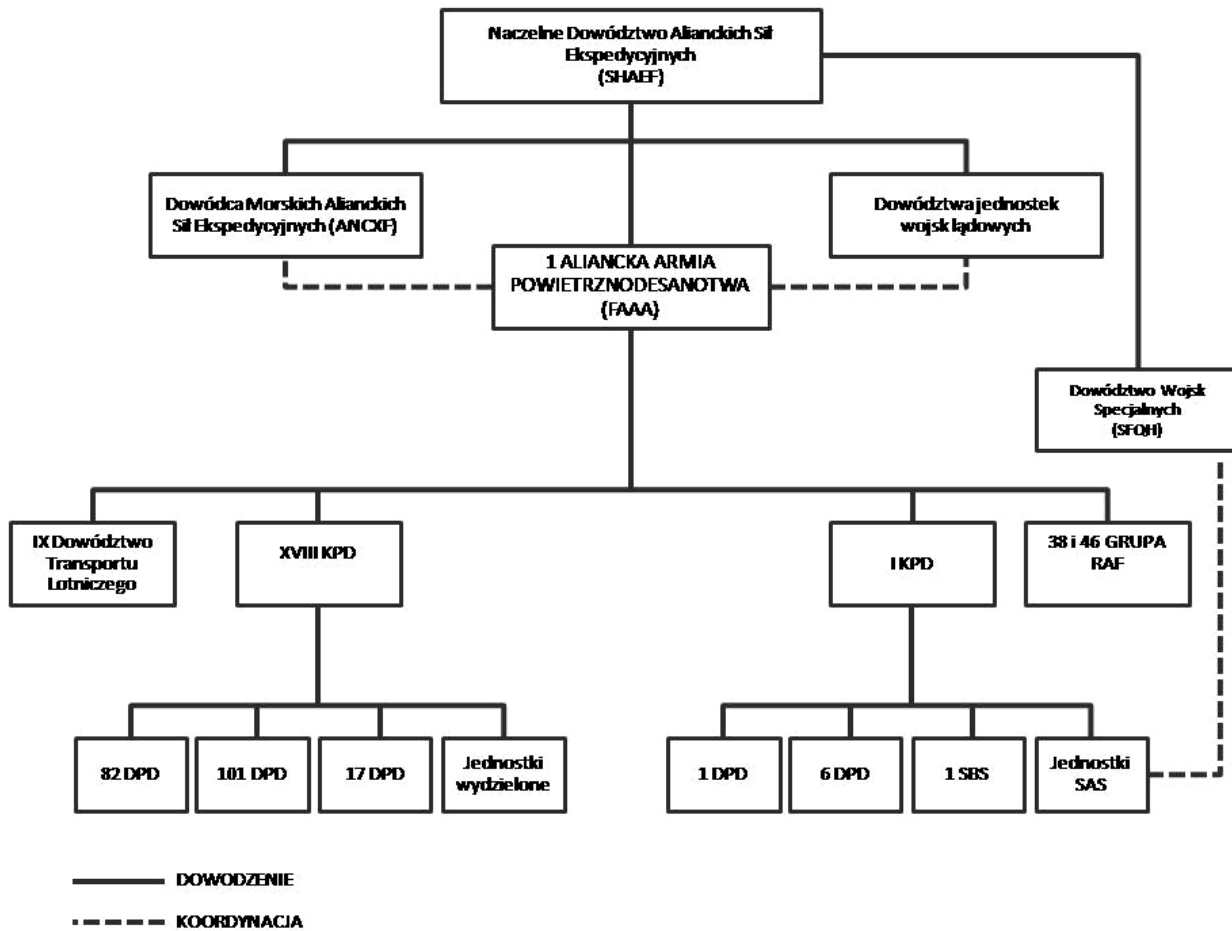 Naczelne Dowództwo Alianckich Sił
Ekspedycyjnych
(SHAEF)
Dowódca Morskich Alianckich
Sił Ekspedycyjnych (ANCXF)
Dowództwa jednostek
wojsk lądowych
1 ALIANCKA ARMIA
POWIETRZNODESANOTWA
(FAAA)
Dowództwo Wojsk
Specjalnych
(SFQH)
IX Dowództwo
Transportu
Lotniczego
XVIII KPD
I KPD
38 i 46 GRUPA
RAF
82 DPD
101 DPD
17 DPD
Jednostki
wydzielone
1 DPD
6 DPD
1 SBS
Jednostki
SAS
DOWODZENIE
KOORDYNACJA